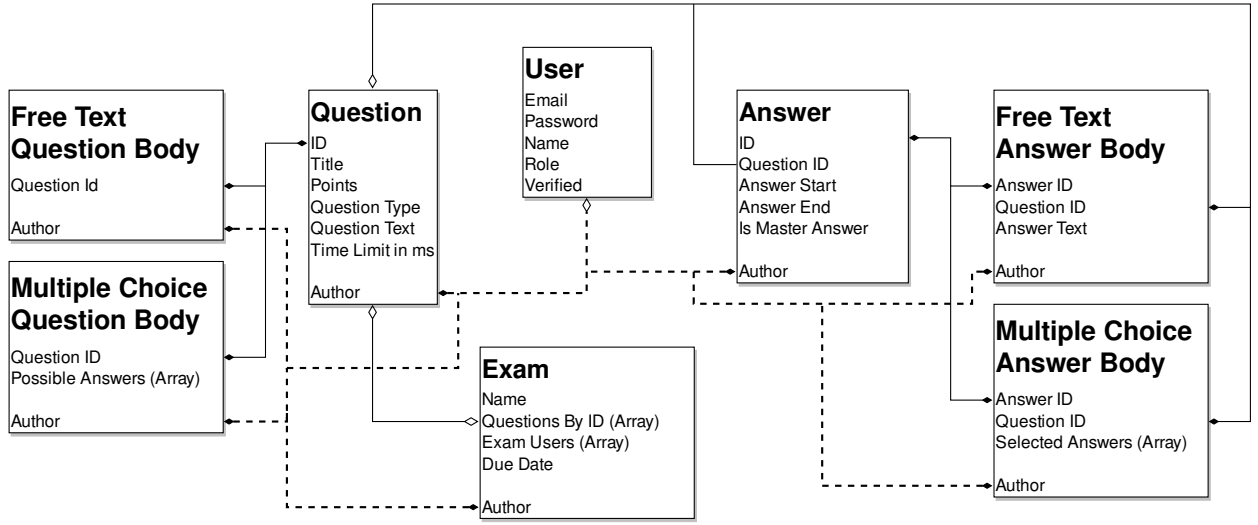 Free Text
Question Body
Question Id
Author
Multiple Choice
Question Body
Question ID
Possible Answers (Array)
Author
Question
ID
Title
Points
Question Type
Question Text
Time Limit in ms
Author
User
Email
Password
Name
Role
Verified
Exam
Name
Questions By ID (Array)
Exam Users (Array)
Due Date
Author
Answer
ID
Question ID
Answer Start
Answer End
Is Master Answer
Author
Free Text
Answer Body
Answer ID
Question ID
Answer Text
Author
Multiple Choice
Answer Body
Answer ID
Question ID
Selected Answers (Array)
Author